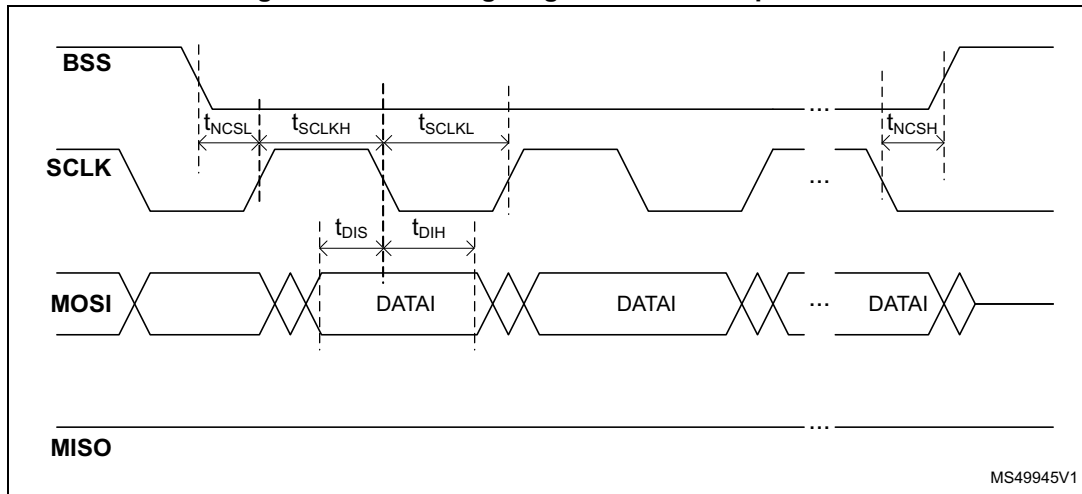 BSS
...
tNCSL tSCLKH tSCLKL tNCSH
SCLK
...
tDIS tDIH
MOSI DATAI DATAI ... DATAI
...
MISO
MS49945V1